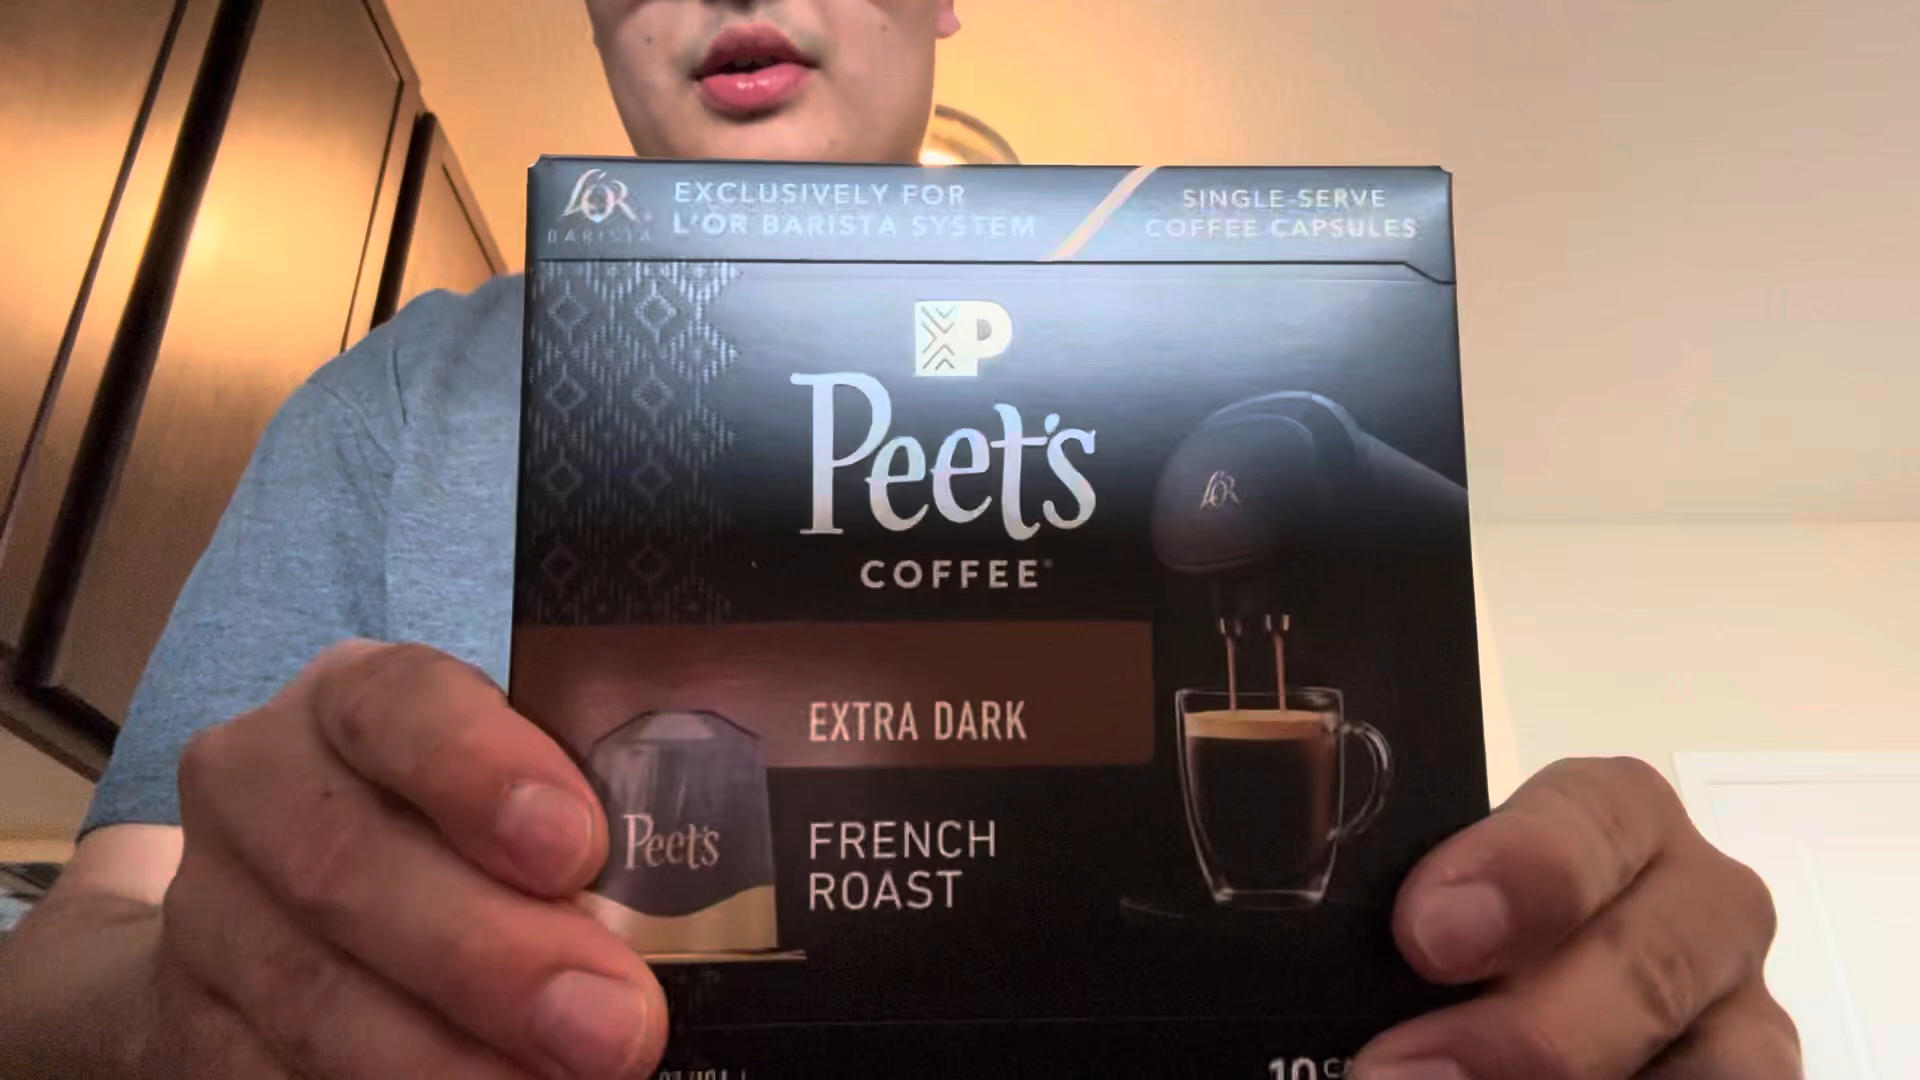 L'OR
BARISTA
EXCLUSIVELY FOR
L'OR BARISTA SYSTEM
SINGLE-SERVE
COFFEE CAPSULES
P
Peet's
COFFEE
L'OR
EXTRA DARK
Peet's
FRENCH
ROAST
10